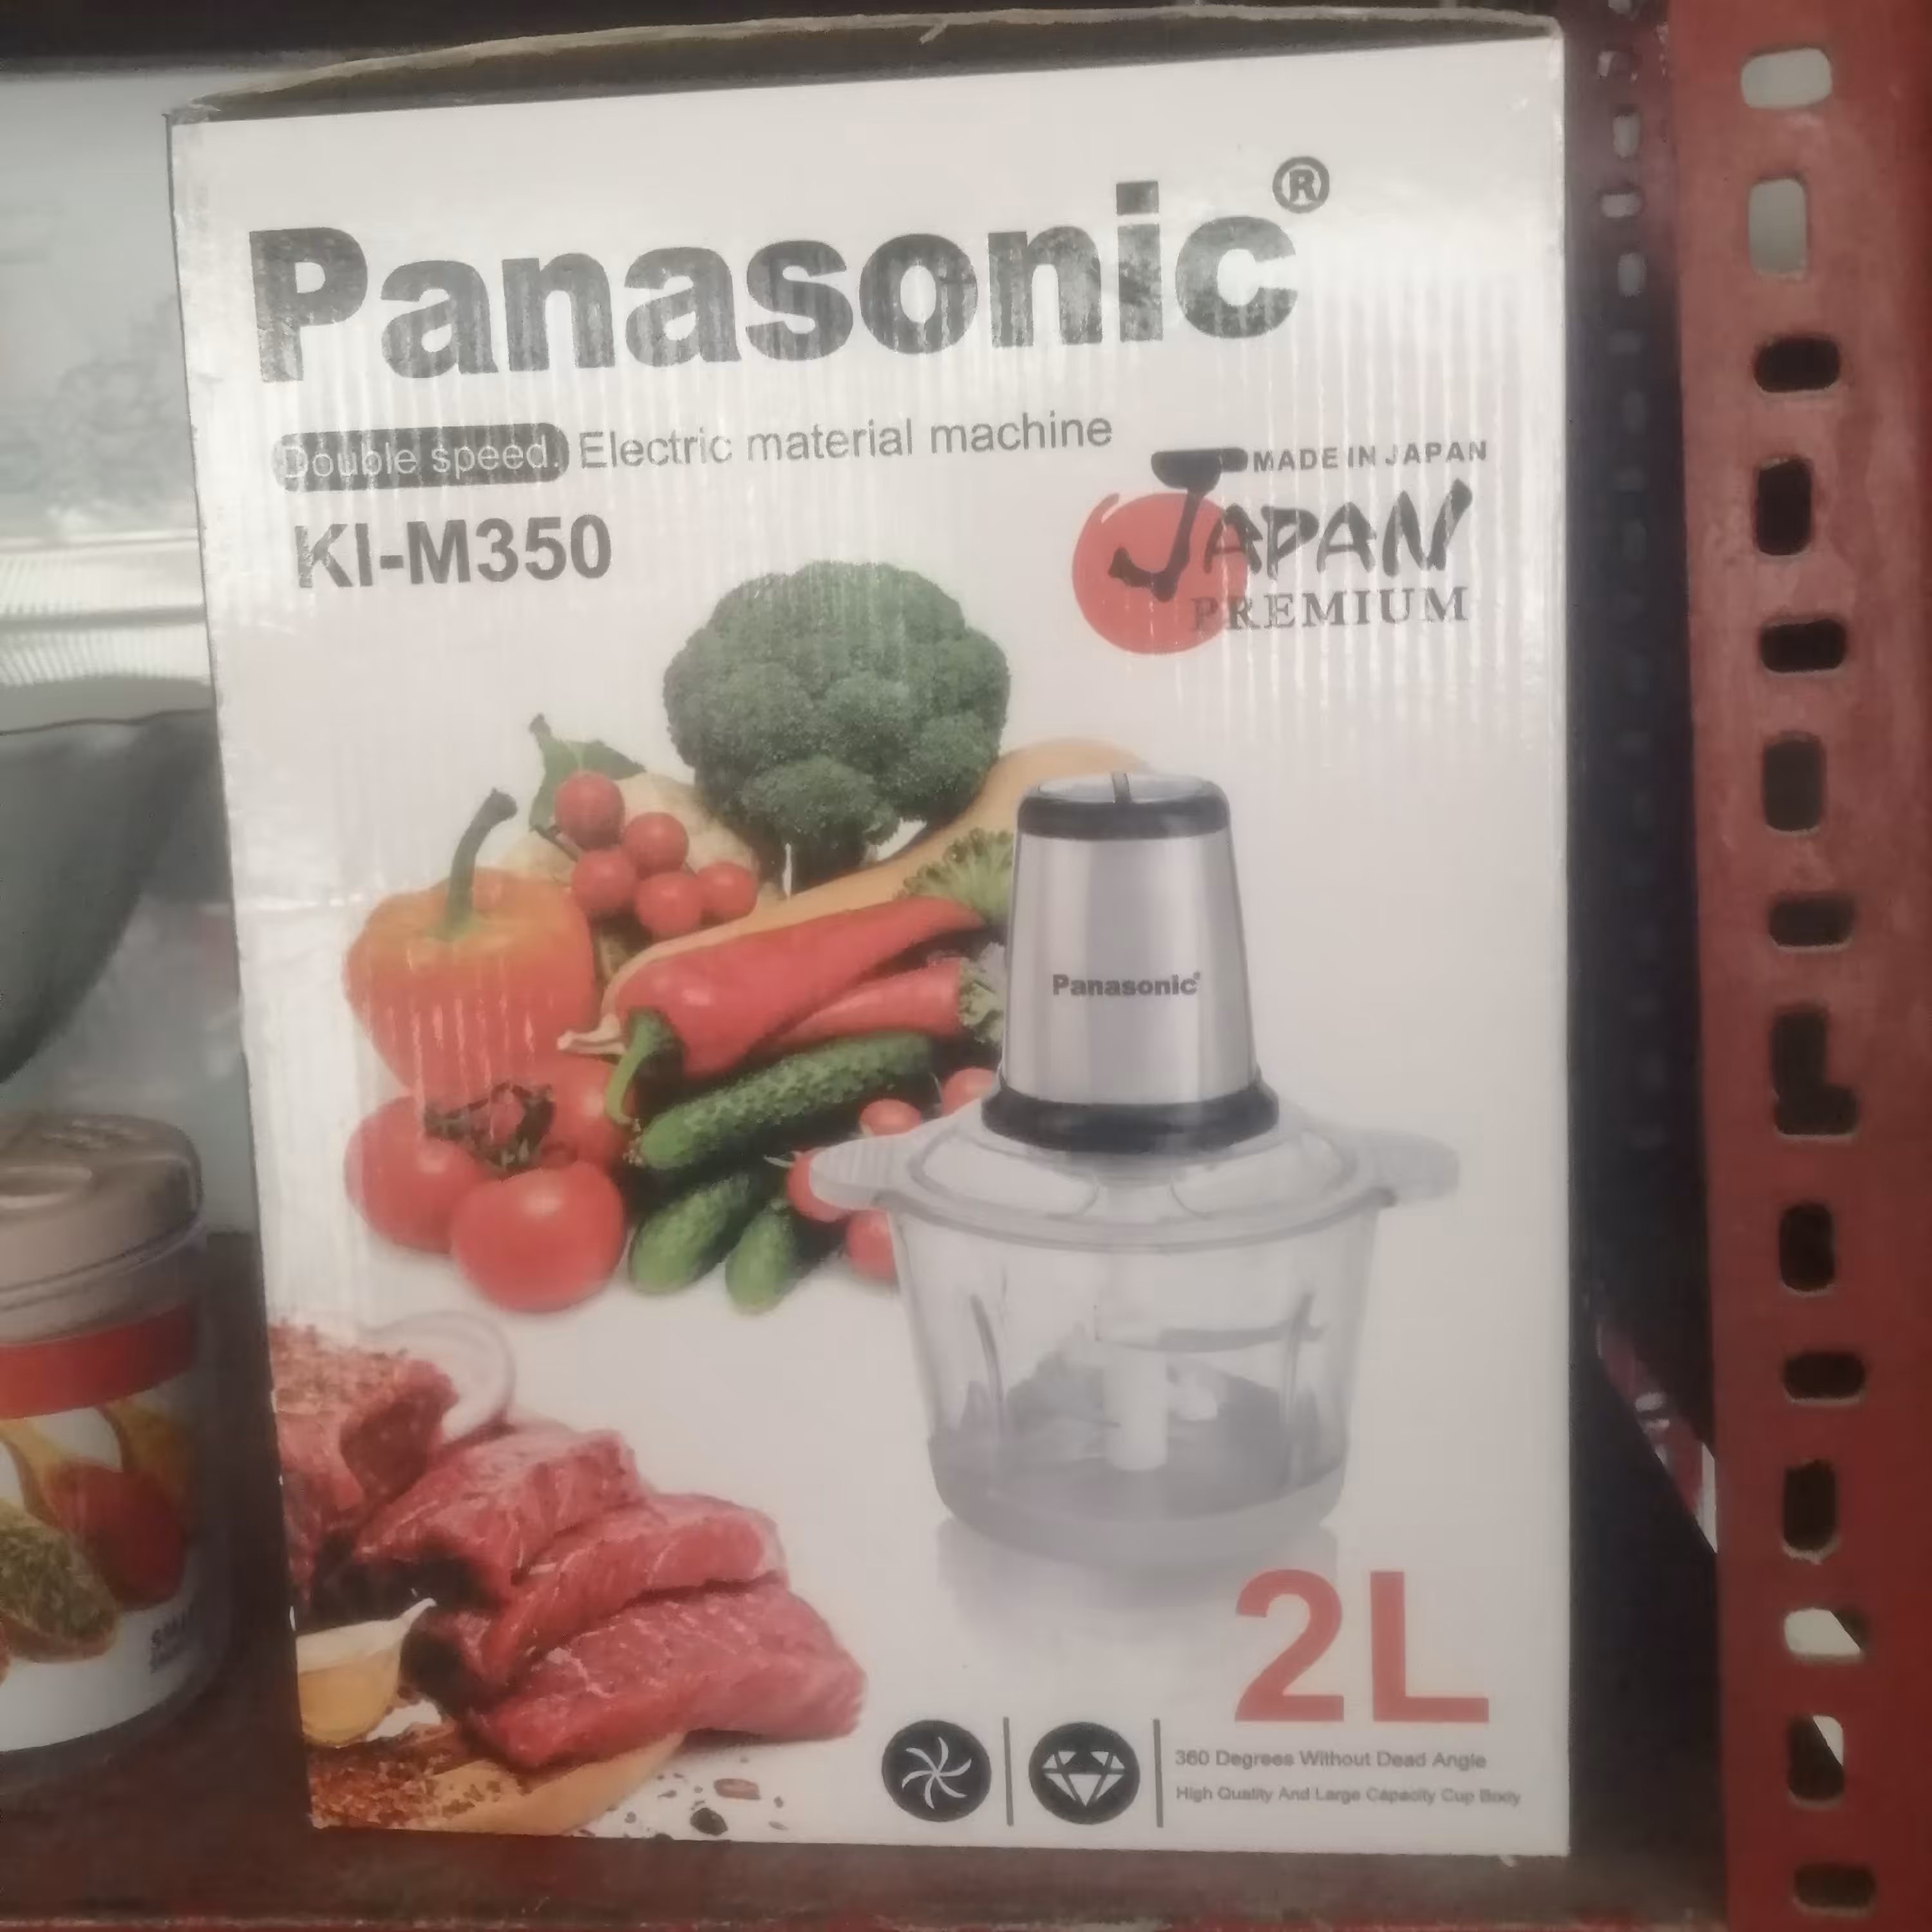 Panasonic®
Double speed. Electric material machine
KI-M350
MADE IN JAPAN
JAPAN
PREMIUM
Panasonic
2L
360 Degrees Without Dead Angle
High Quality And Large Capacity Cup Body